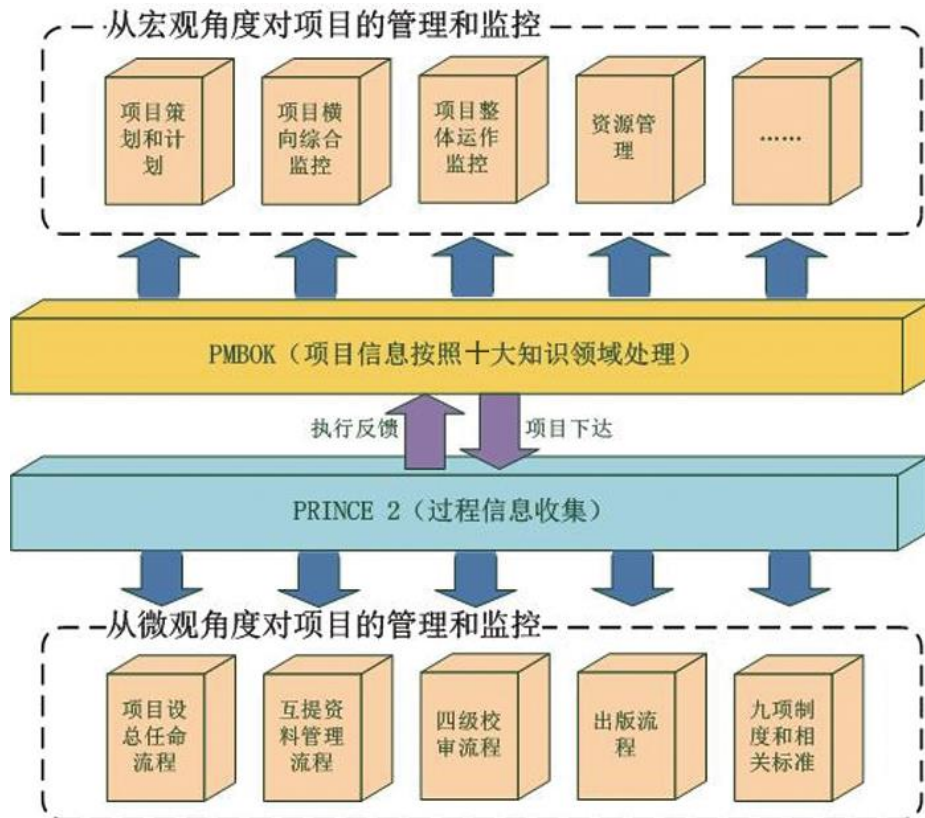 从宏观角度对项目的管理和监控
项目策
划和计
划
项目横
向综合
监控
项目整
体运作
监控
资源管
理
……
PMBOK（项目信息按照十大知识领域处理）
执行反馈
项目下达
PRINCE 2（过程信息收集）
从微观角度对项目的管理和监控
项目设
总任命
流程
互提资
料管理
流程
四级校
审流程
出版流
程
九项制
度和相
关标准